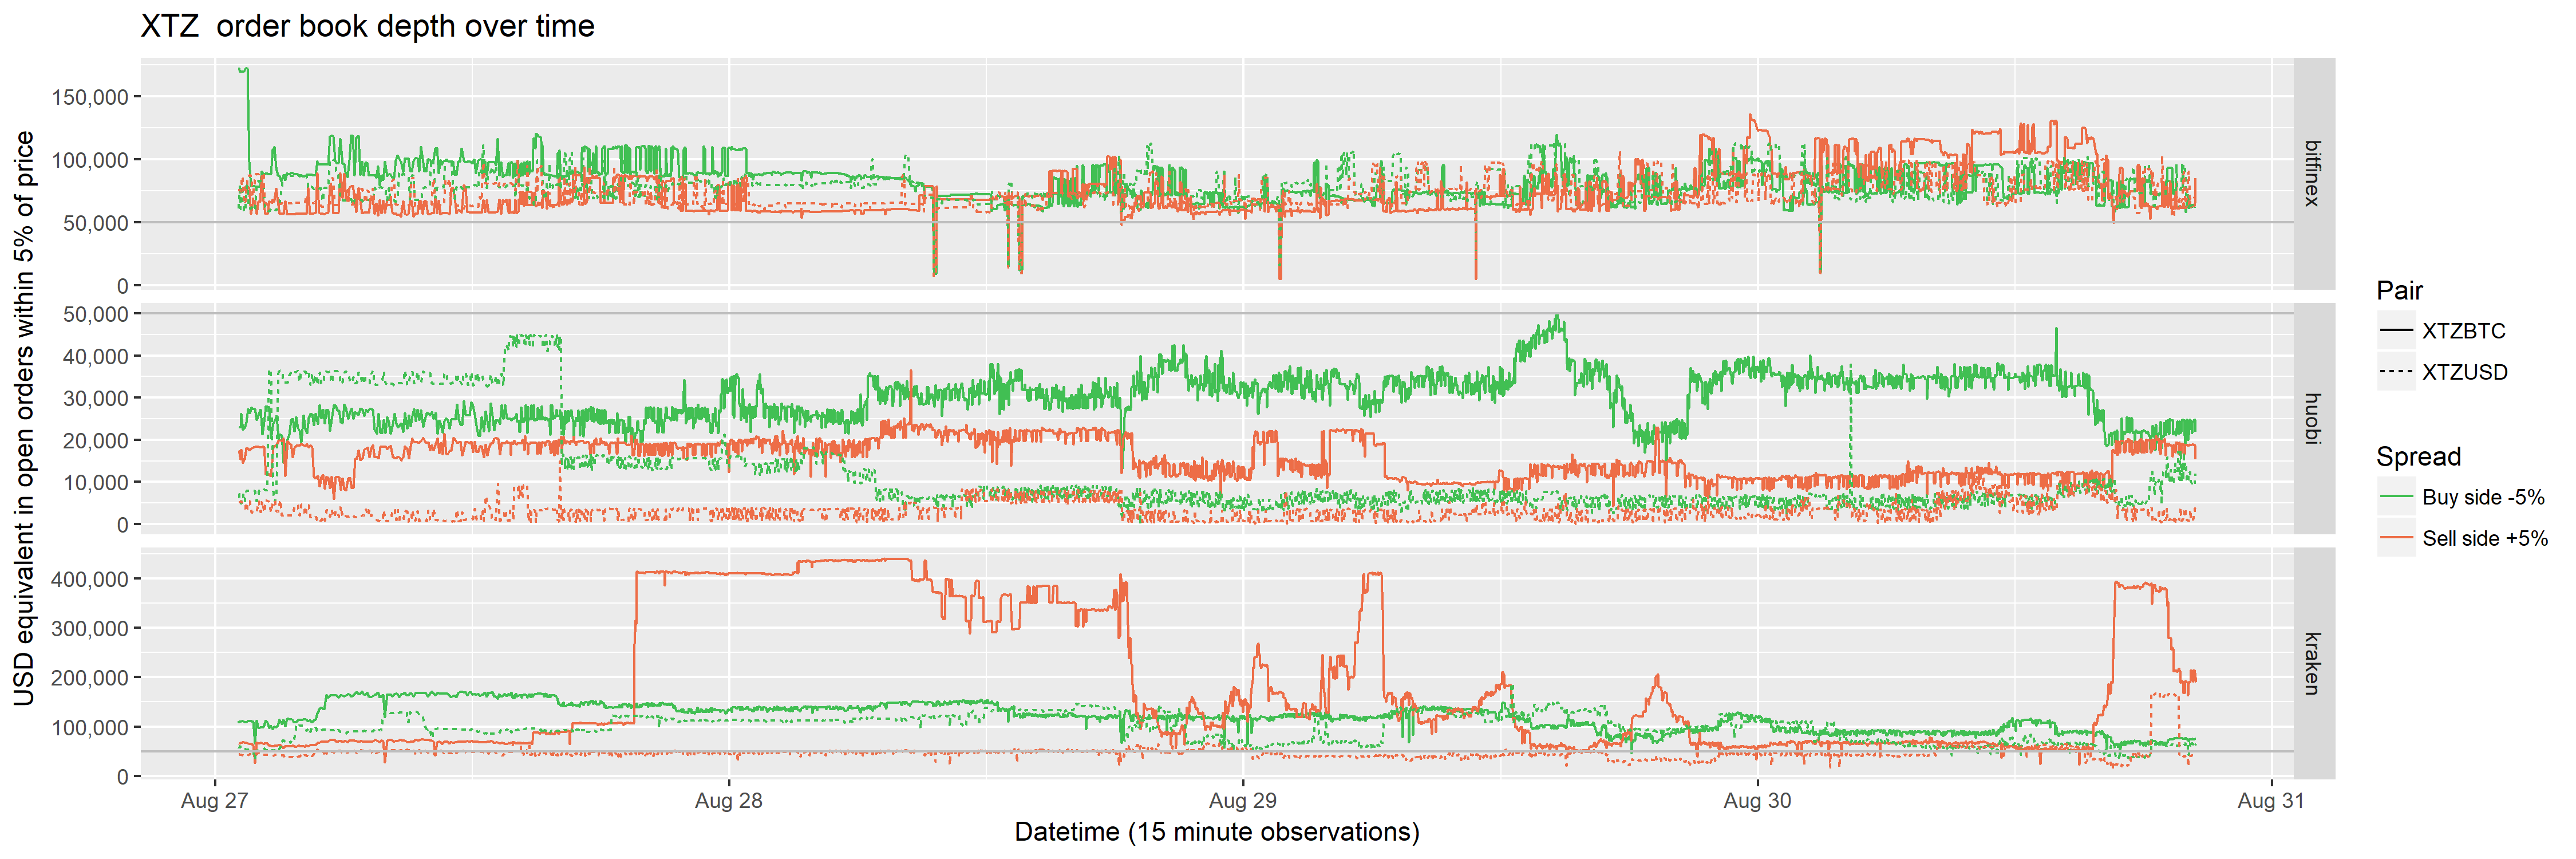 XTZ  order book depth over time
USD equivalent in open orders within 5% of price
150,000
100,000
50,000
0
bitfinex
50,000
40,000
30,000
20,000
10,000
0
huobi
400,000
300,000
200,000
100,000
0
kraken
Aug 27
Aug 28
Aug 29
Aug 30
Aug 31
Datetime (15 minute observations)
Pair
XTZBTC
XTZUSD
Spread
Buy side -5%
Sell side +5%